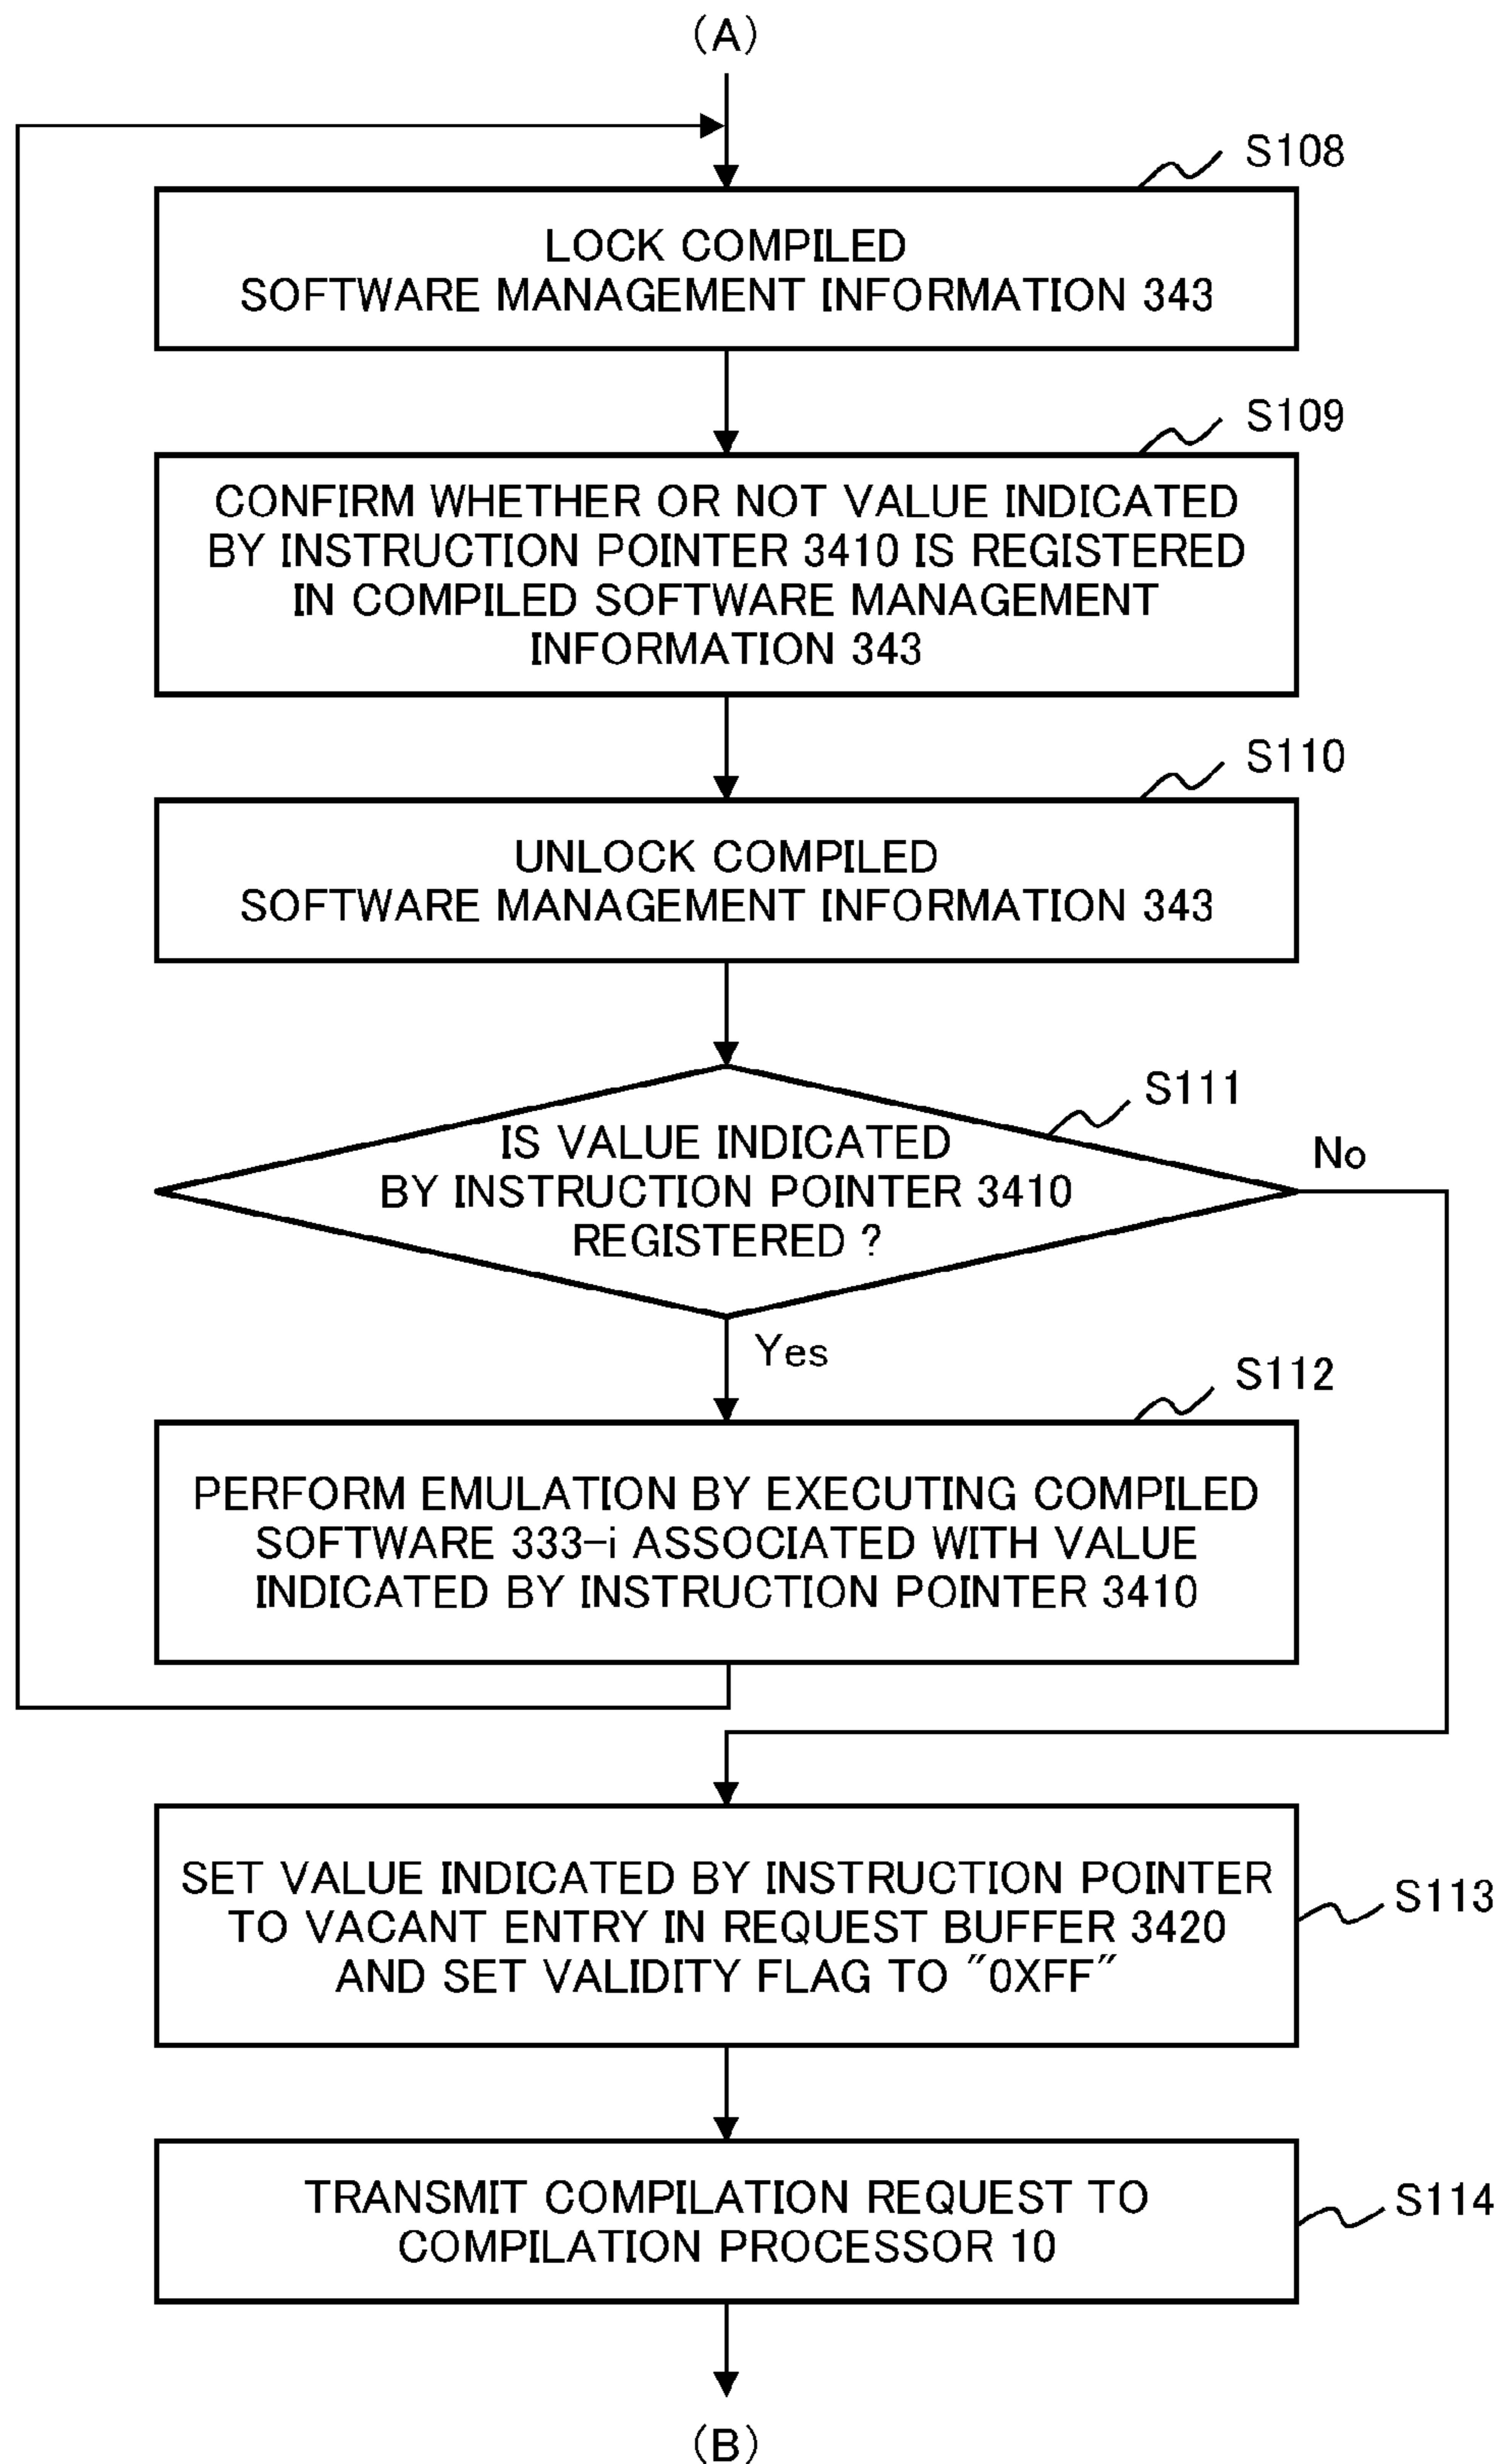 (A)
S108
LOCK COMPILED
SOFTWARE MANAGEMENT INFORMATION 343
S109
CONFIRM WHETHER OR NOT VALUE INDICATED
BY INSTRUCTION POINTER 3410 IS REGISTERED
IN COMPILED SOFTWARE MANAGEMENT
INFORMATION 343
S110
UNLOCK COMPILED
SOFTWARE MANAGEMENT INFORMATION 343
S111
IS VALUE INDICATED
BY INSTRUCTION POINTER 3410
REGISTERED ?
No
Yes
S112
PERFORM EMULATION BY EXECUTING COMPILED
SOFTWARE 333-i ASSOCIATED WITH VALUE
INDICATED BY INSTRUCTION POINTER 3410
SET VALUE INDICATED BY INSTRUCTION POINTER
TO VACANT ENTRY IN REQUEST BUFFER 3420
AND SET VALIDITY FLAG TO "0XFF"
S113
TRANSMIT COMPILATION REQUEST TO
COMPILATION PROCESSOR 10
S114
(B)